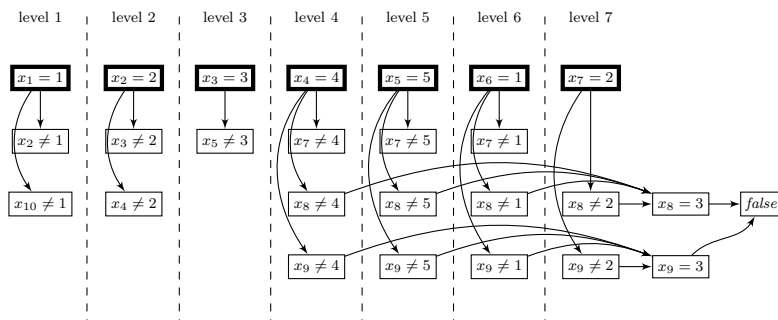 level 1 level 2 level 3 level 4 level 5 level 6 level 7
x₁ = 1 x₂ = 2 x₃ = 3 x₄ = 4 x₅ = 5 x₆ = 1 x₇ = 2
x₂ ≠ 1 x₃ ≠ 2 x₅ ≠ 3 x₇ ≠ 4 x₇ ≠ 5 x₇ ≠ 1
x₁₀ ≠ 1 x₄ ≠ 2 x₈ ≠ 4 x₈ ≠ 5 x₈ ≠ 1 x₈ ≠ 2 x₈ = 3 false
x₉ ≠ 4 x₉ ≠ 5 x₉ ≠ 1 x₉ ≠ 2 x₉ = 3